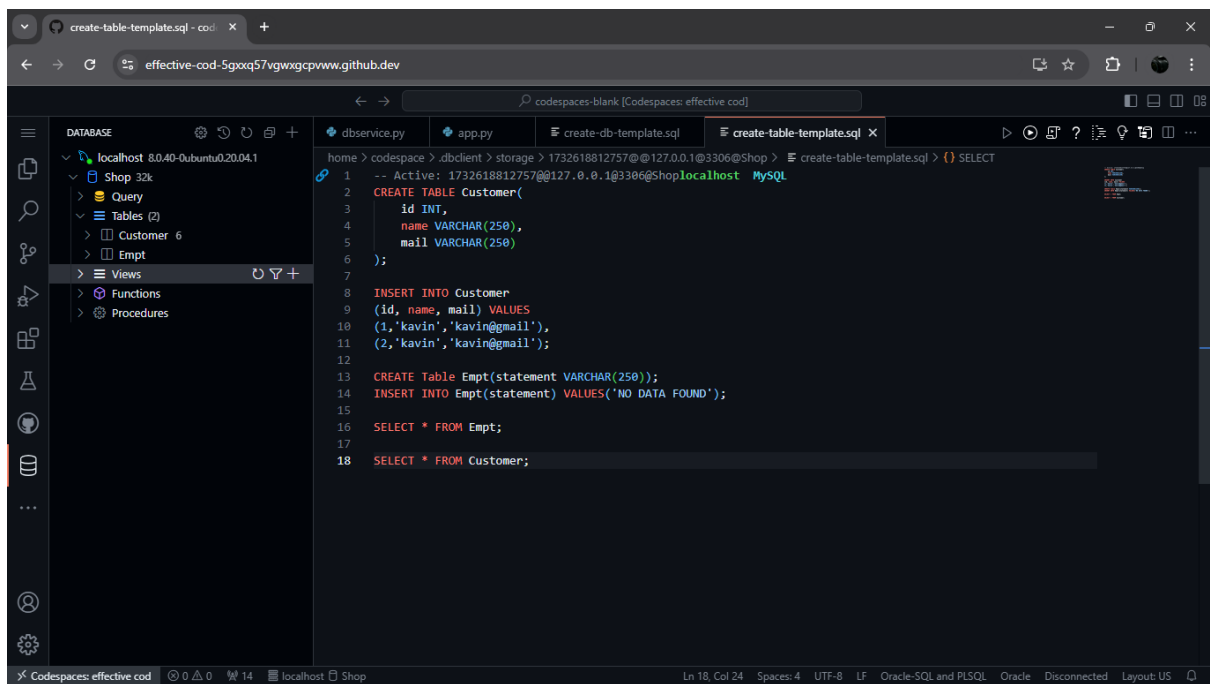 create-table-template.sql - cod
effective-cod-5gxxq57vgwxgcpvww.github.dev
codespaces-blank [Codespaces: effective cod]
DATABASE
dbservice.py
app.py
create-db-template.sql
create-table-template.sql
localhost 8.0.40-0ubuntu0.20.04.1
Shop 32k
Query
Tables (2)
Customer 6
Empt
Views
Functions
Procedures
home > codespace > .dbclient > storage > 1732618812757@@127.0.0.1@3306@Shop > create-table-template.sql > {} SELECT
1 -- Active: 1732618812757@@127.0.0.1@3306@Shoplocalhost MySQL
2 CREATE TABLE Customer(
3 id INT,
4 name VARCHAR(250),
5 mail VARCHAR(250)
6 );
7
8 INSERT INTO Customer
9 (id, name, mail) VALUES
10 (1,'kavin','kavin@gmail'),
11 (2,'kavin','kavin@gmail');
12
13 CREATE Table Empt(statement VARCHAR(250));
14 INSERT INTO Empt(statement) VALUES('NO DATA FOUND');
15
16 SELECT * FROM Empt;
17
18 SELECT * FROM Customer;
Codespaces: effective cod 0 0 14 localhost Shop Ln 18, Col 24 Spaces: 4 UTF-8 LF Oracle-SQL and PLSQL Oracle Disconnected Layout: US